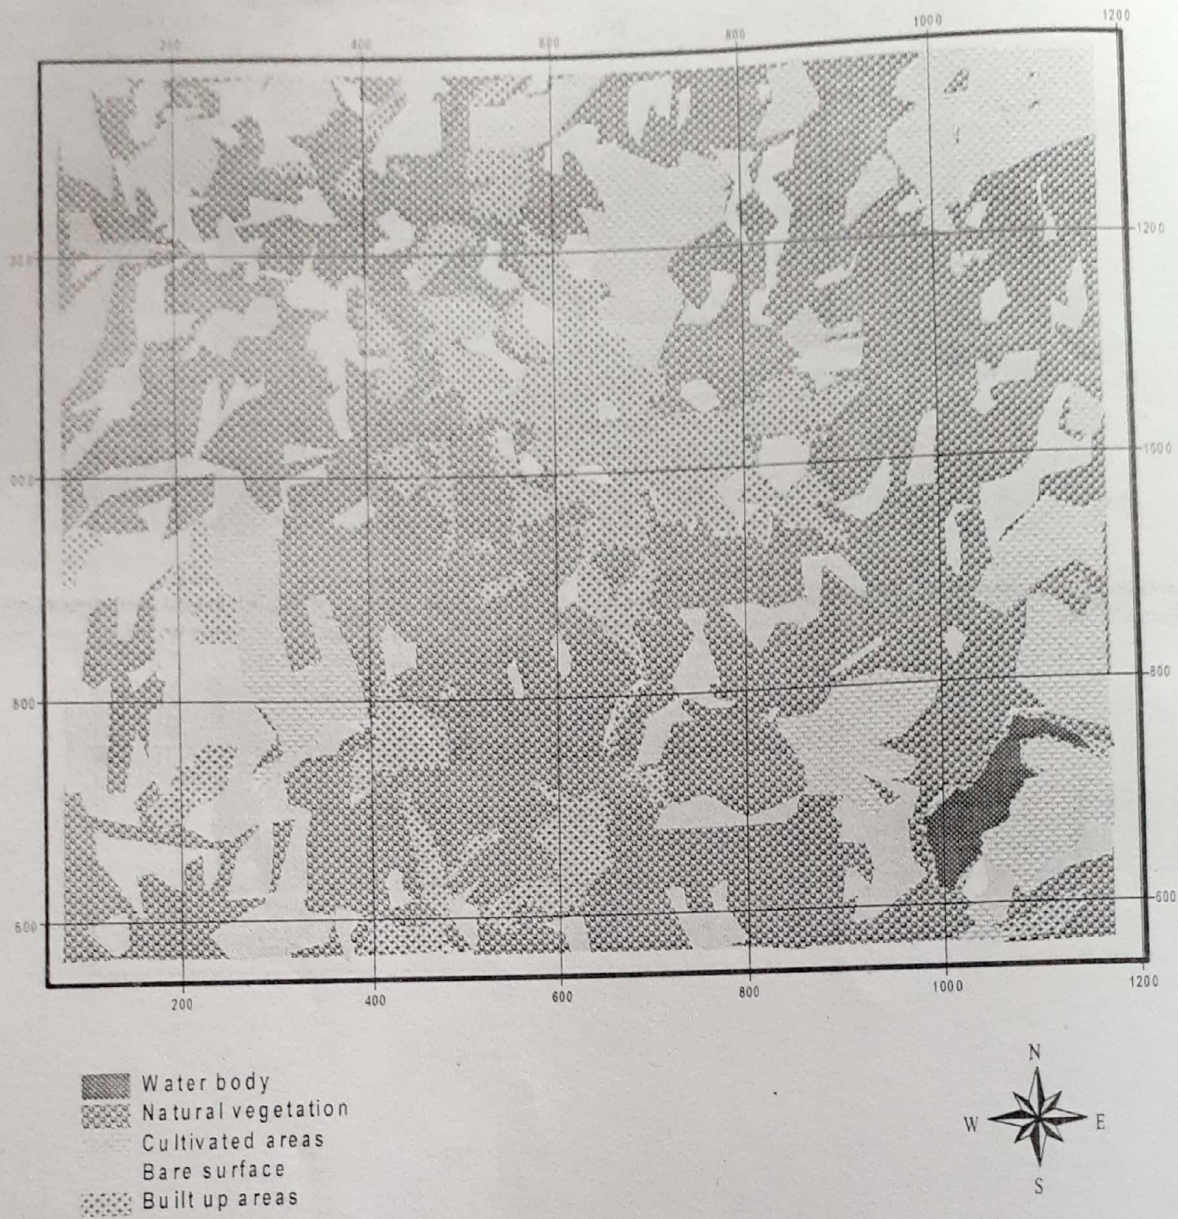 200 400 600 800 1000 1200
1200
1000
800 800
600 600
200 400 600 800 1000 1200
Water body
Natural vegetation
Cultivated areas
Bare surface
Built up areas
N
W E
S